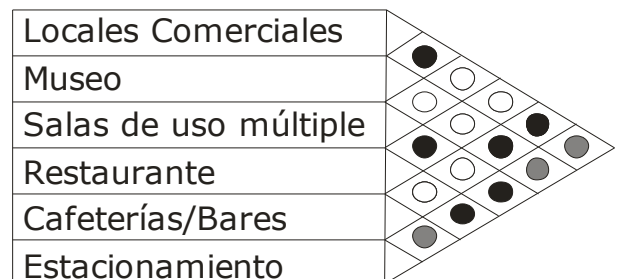 Locales Comerciales
Museo
Salas de uso múltiple
Restaurante
Cafeterías/Bares
Estacionamiento